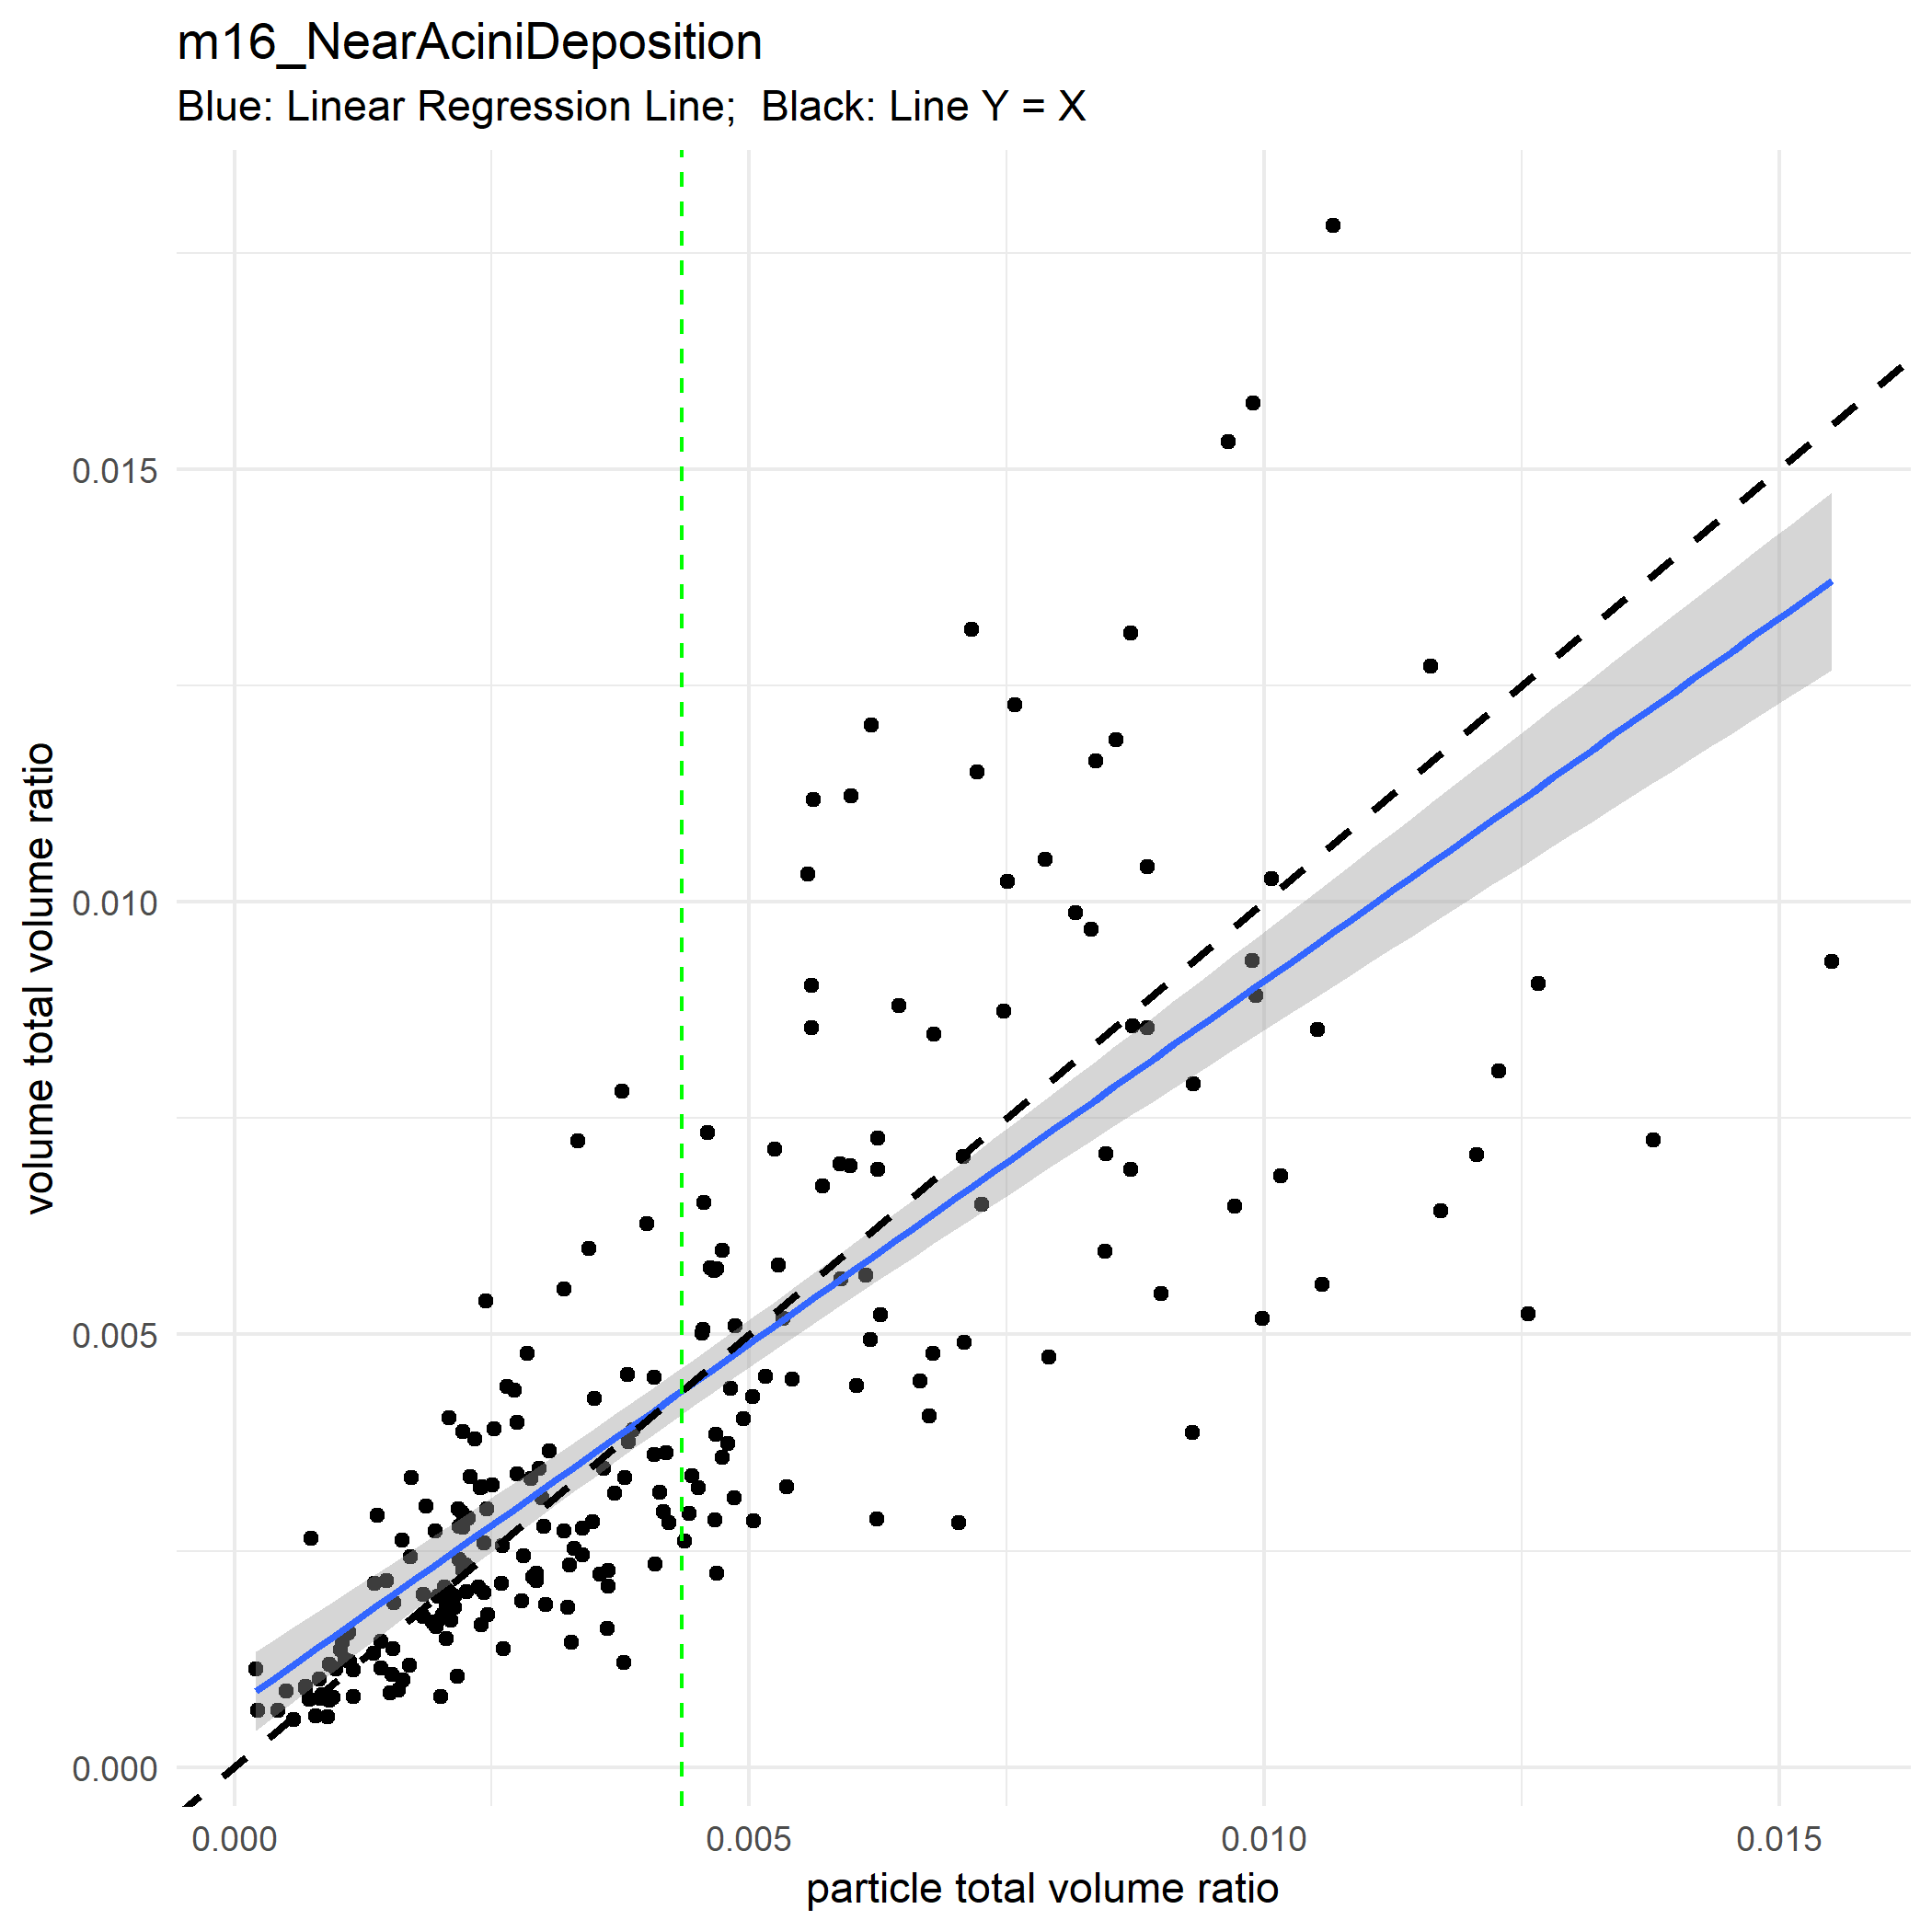 m16_NearAciniDeposition
Blue: Linear Regression Line;  Black: Line Y = X
volume total volume ratio
0.015
0.010
0.005
0.000
0.000
0.005
0.010
0.015
particle total volume ratio